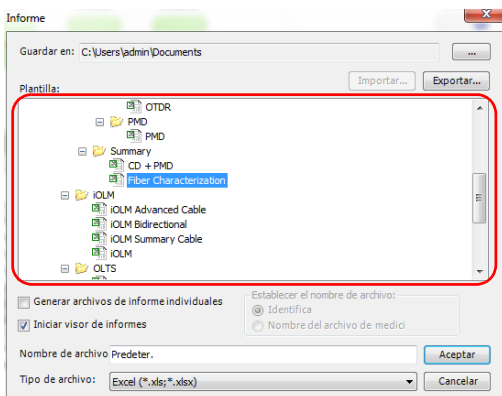 Informe
Guardar en: C:\Users\admin\Documents ...
Importar... Exportar...
Plantilla:
OTDR
PMD
PMD
Summary
CD + PMD
Fiber Characterization
iOLM
iOLM Advanced Cable
iOLM Bidirectional
iOLM Summary Cable
iOLM
OLTS
Generar archivos de informe individuales
Establecer el nombre de archivo:
Identifica
Iniciar visor de informes
Nombre del archivo de medici
Nombre de archivo Predeter. Aceptar
Tipo de archivo: Excel (*.xls;*.xlsx) Cancelar